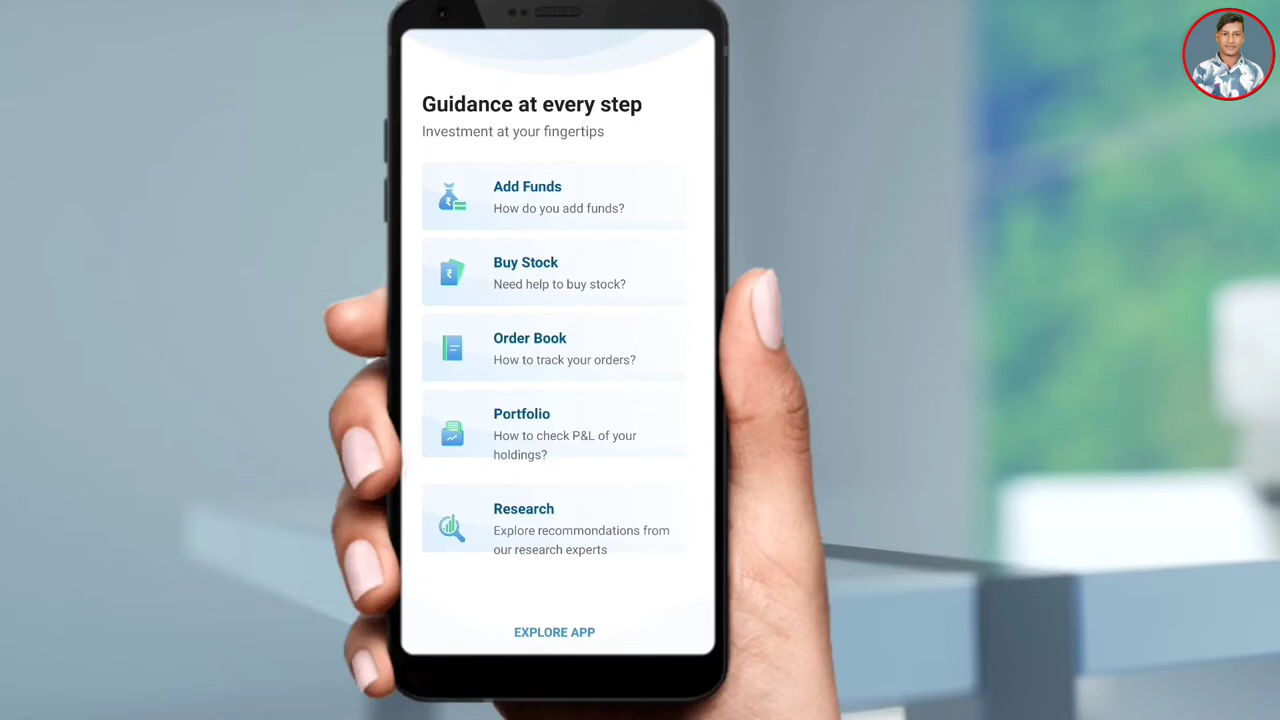 Guidance at every step
Investment at your fingertips
Add Funds
How do you add funds?
Buy Stock
Need help to buy stock?
Order Book
How to track your orders?
Portfolio
How to check P&L of your
holdings?
Research
Explore recommondations from
our research experts
EXPLORE APP